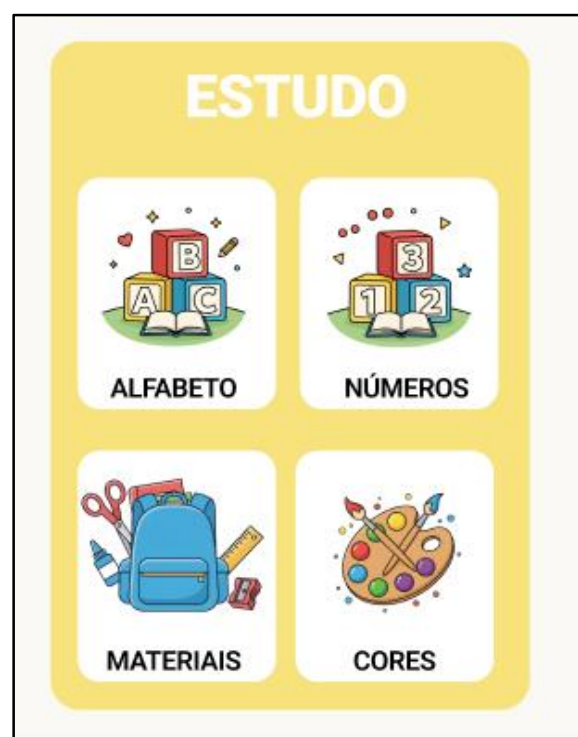 ESTUDO
B
A C
3
1 2
ALFABETO
NÚMEROS
MATERIAIS
CORES